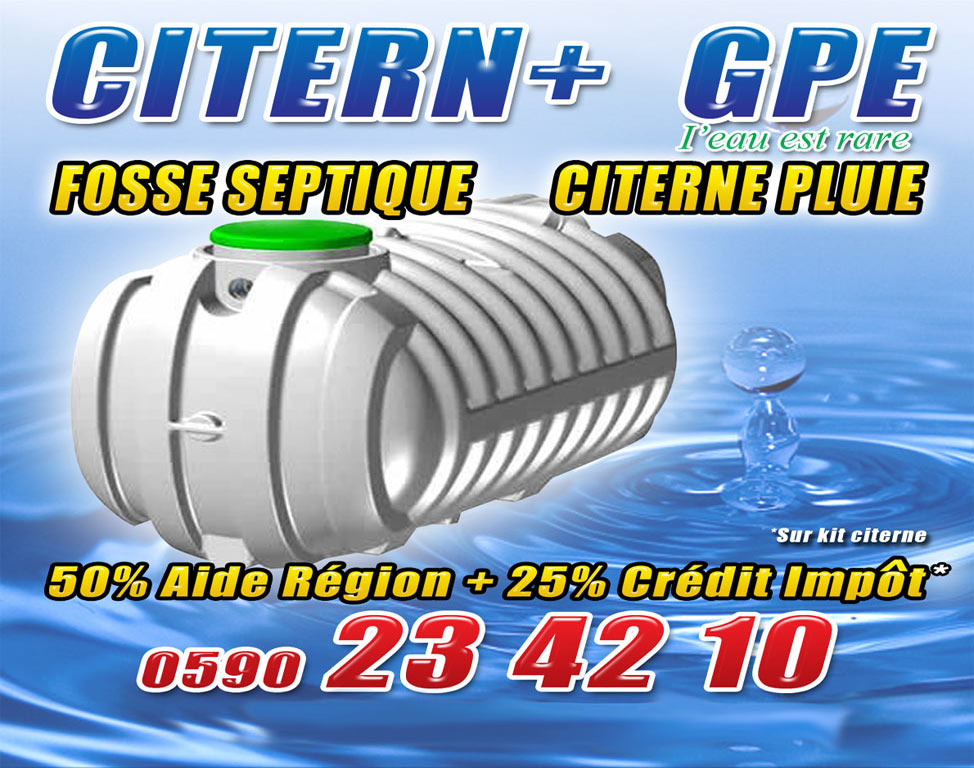 CITERN+ GPE
l'eau est rare
FOSSE SEPTIQUE CITERNE PLUIE
*Sur kit citerne
50% Aide Région + 25% Crédit Impôt*
0590 23 42 10